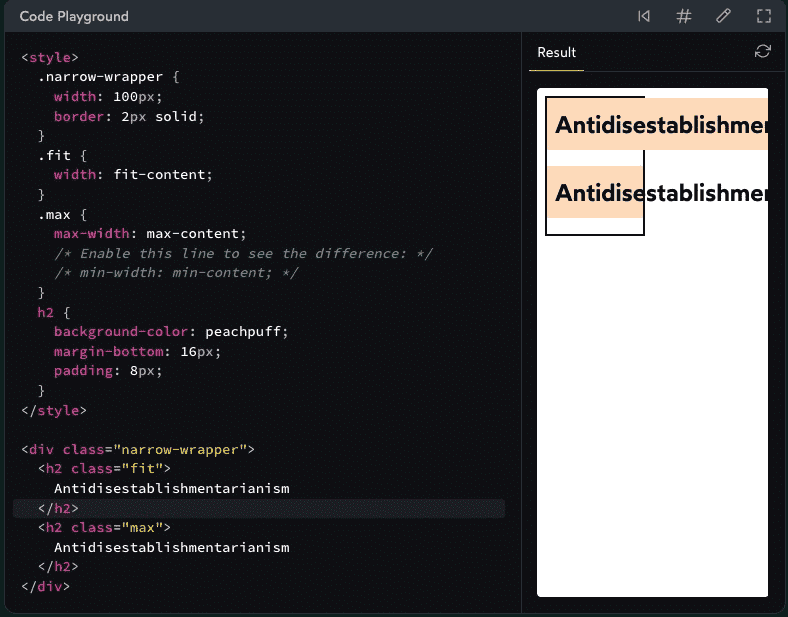 Code Playground
<style>
.narrow-wrapper {
width: 100px;
border: 2px solid;
}
.fit {
width: fit-content;
}
.max {
max-width: max-content;
/* Enable this line to see the difference: */
/* min-width: min-content; */
}
h2 {
background-color: peachpuff;
margin-bottom: 16px;
padding: 8px;
}
</style>
<div class="narrow-wrapper">
<h2 class="fit">
Antidisestablishmentarianism
</h2>
<h2 class="max">
Antidisestablishmentarianism
</h2>
</div>
Result
Antidisestablishmen
Antidisestablishmen